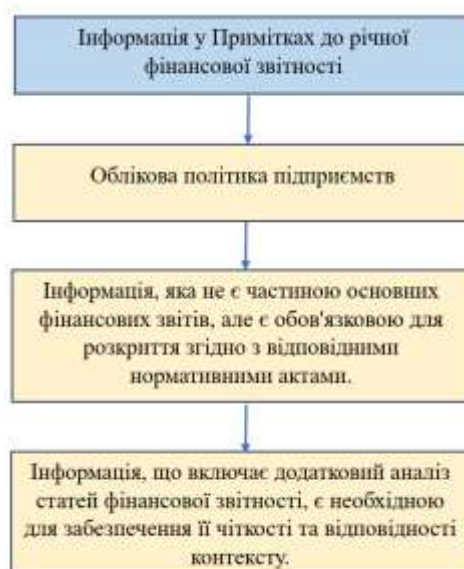 Інформація у Примітках до річної
фінансової звітності
Облікова політика підприємств
Інформація, яка не є частиною основних
фінансових звітів, але є обов'язковою для
розкриття згідно з відповідними
нормативними актами.
Інформація, що включає додатковий аналіз
статей фінансової звітності, є необхідною
для забезпечення її чіткості та відповідності
контексту.